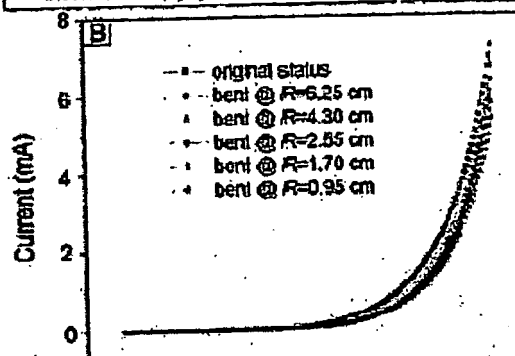 8
B
original status
bent @ R=6.25 cm
bent @ R=4.30 cm
bent @ R=2.55 cm
bent @ R=1.70 cm
bent @ R=0.95 cm
6
4
2
0
Current (mA)